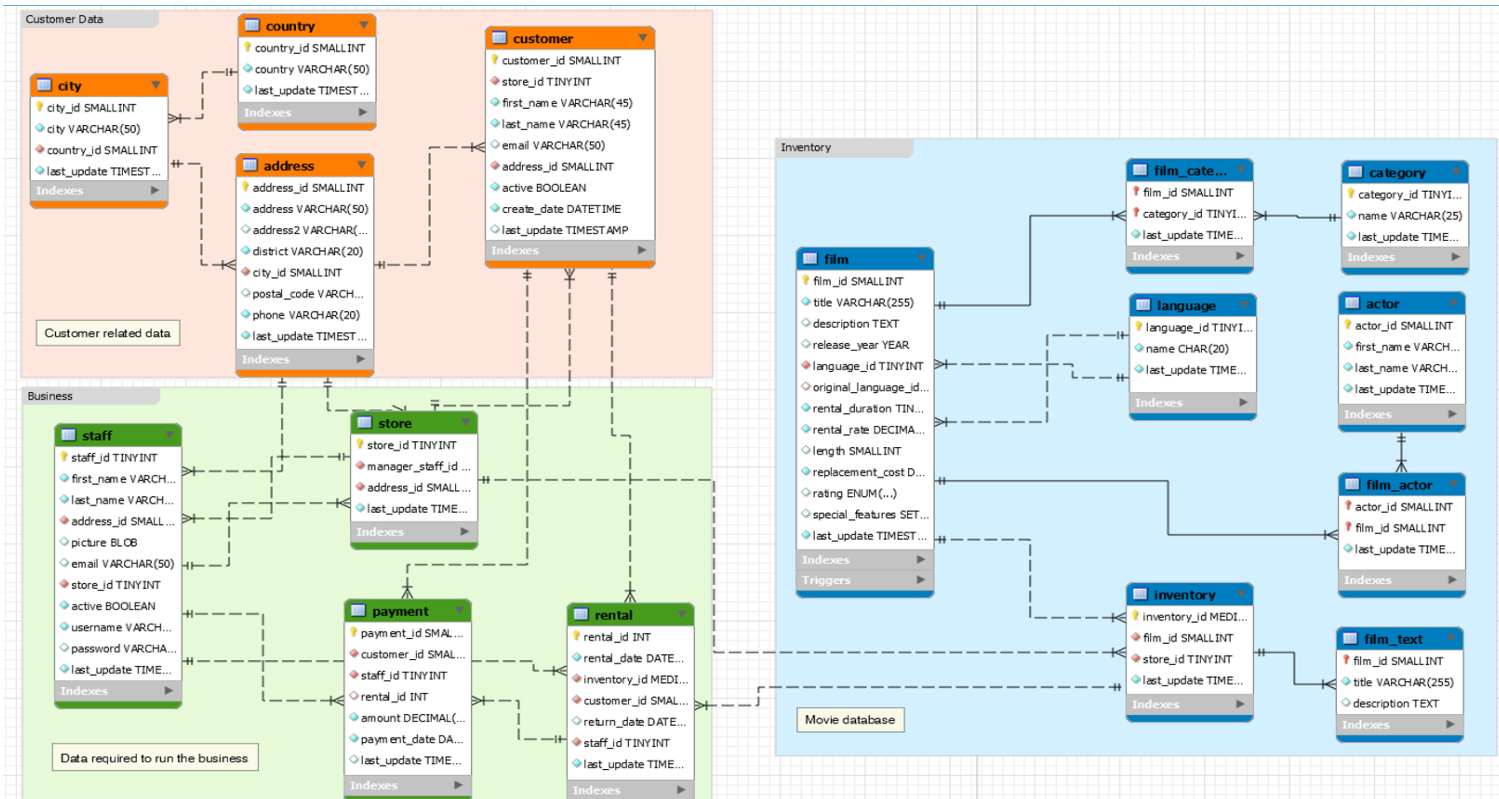 Customer Data
country
country_id SMALLINT
country VARCHAR(50)
last_update TIMEST...
Indexes
city
city_id SMALLINT
city VARCHAR(50)
country_id SMALLINT
last_update TIMEST...
Indexes
address
address_id SMALLINT
address VARCHAR(50)
address2 VARCHAR(...
district VARCHAR(20)
city_id SMALLINT
postal_code VARCH...
phone VARCHAR(20)
last_update TIMEST...
Indexes
customer
customer_id SMALLINT
store_id TINYINT
first_name VARCHAR(45)
last_name VARCHAR(45)
email VARCHAR(50)
address_id SMALLINT
active BOOLEAN
create_date DATETIME
last_update TIMESTAMP
Indexes
Customer related data
Business
staff
staff_id TINYINT
first_name VARCH...
last_name VARCH...
address_id SMALL...
picture BLOB
email VARCHAR(50)
store_id TINYINT
active BOOLEAN
username VARCH...
password VARCHA...
last_update TIME...
Indexes
store
store_id TINYINT
manager_staff_id ...
address_id SMALL...
last_update TIME...
Indexes
payment
payment_id SMAL...
customer_id SMAL...
staff_id TINYINT
rental_id INT
amount DECIMAL(...
payment_date DA...
last_update TIME...
Indexes
rental
rental_id INT
rental_date DATE...
inventory_id MEDI...
customer_id SMAL...
return_date DATE...
staff_id TINYINT
last_update TIME...
Indexes
Data required to run the business
Inventory
film
film_id SMALLINT
title VARCHAR(255)
description TEXT
release_year YEAR
language_id TINYINT
original_language_id...
rental_duration TIN...
rental_rate DECIMA...
length SMALLINT
replacement_cost D...
rating ENUM(...)
special_features SET...
last_update TIMEST...
Indexes
Triggers
film_cate...
film_id SMALLINT
category_id TINYI...
last_update TIME...
Indexes
category
category_id TINYI...
name VARCHAR(25)
last_update TIME...
Indexes
language
language_id TINYI...
name CHAR(20)
last_update TIME...
Indexes
actor
actor_id SMALLINT
first_name VARCH...
last_name VARCH...
last_update TIME...
Indexes
film_actor
actor_id SMALLINT
film_id SMALLINT
last_update TIME...
Indexes
inventory
inventory_id MEDI...
film_id SMALLINT
store_id TINYINT
last_update TIME...
Indexes
film_text
film_id SMALLINT
title VARCHAR(255)
description TEXT
Indexes
Movie database